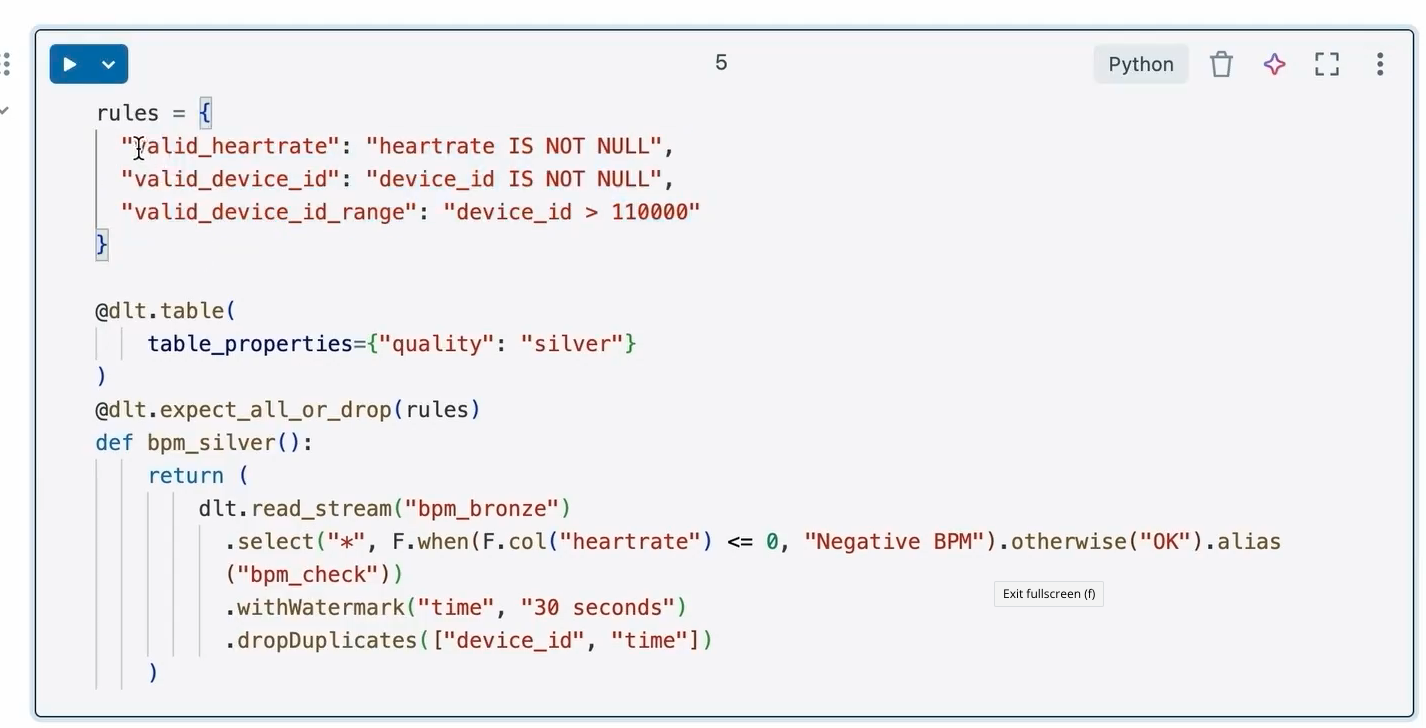 5
Python
rules = {
  "valid_heartrate": "heartrate IS NOT NULL",
  "valid_device_id": "device_id IS NOT NULL",
  "valid_device_id_range": "device_id > 110000"
}
@dlt.table(
    table_properties={"quality": "silver"}
)
@dlt.expect_all_or_drop(rules)
def bpm_silver():
    return (
        dlt.read_stream("bpm_bronze")
          .select("*", F.when(F.col("heartrate") <= 0, "Negative BPM").otherwise("OK").alias
          ("bpm_check"))
          .withWatermark("time", "30 seconds")
          .dropDuplicates(["device_id", "time"])
    )
Exit fullscreen (f)